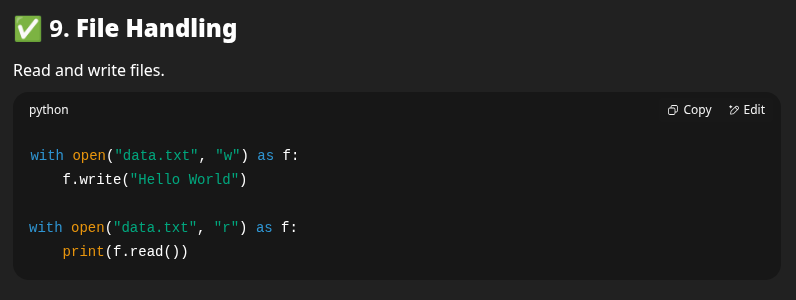 ✅ 9. File Handling
Read and write files.
python Copy Edit
with open("data.txt", "w") as f:
    f.write("Hello World")
with open("data.txt", "r") as f:
    print(f.read())